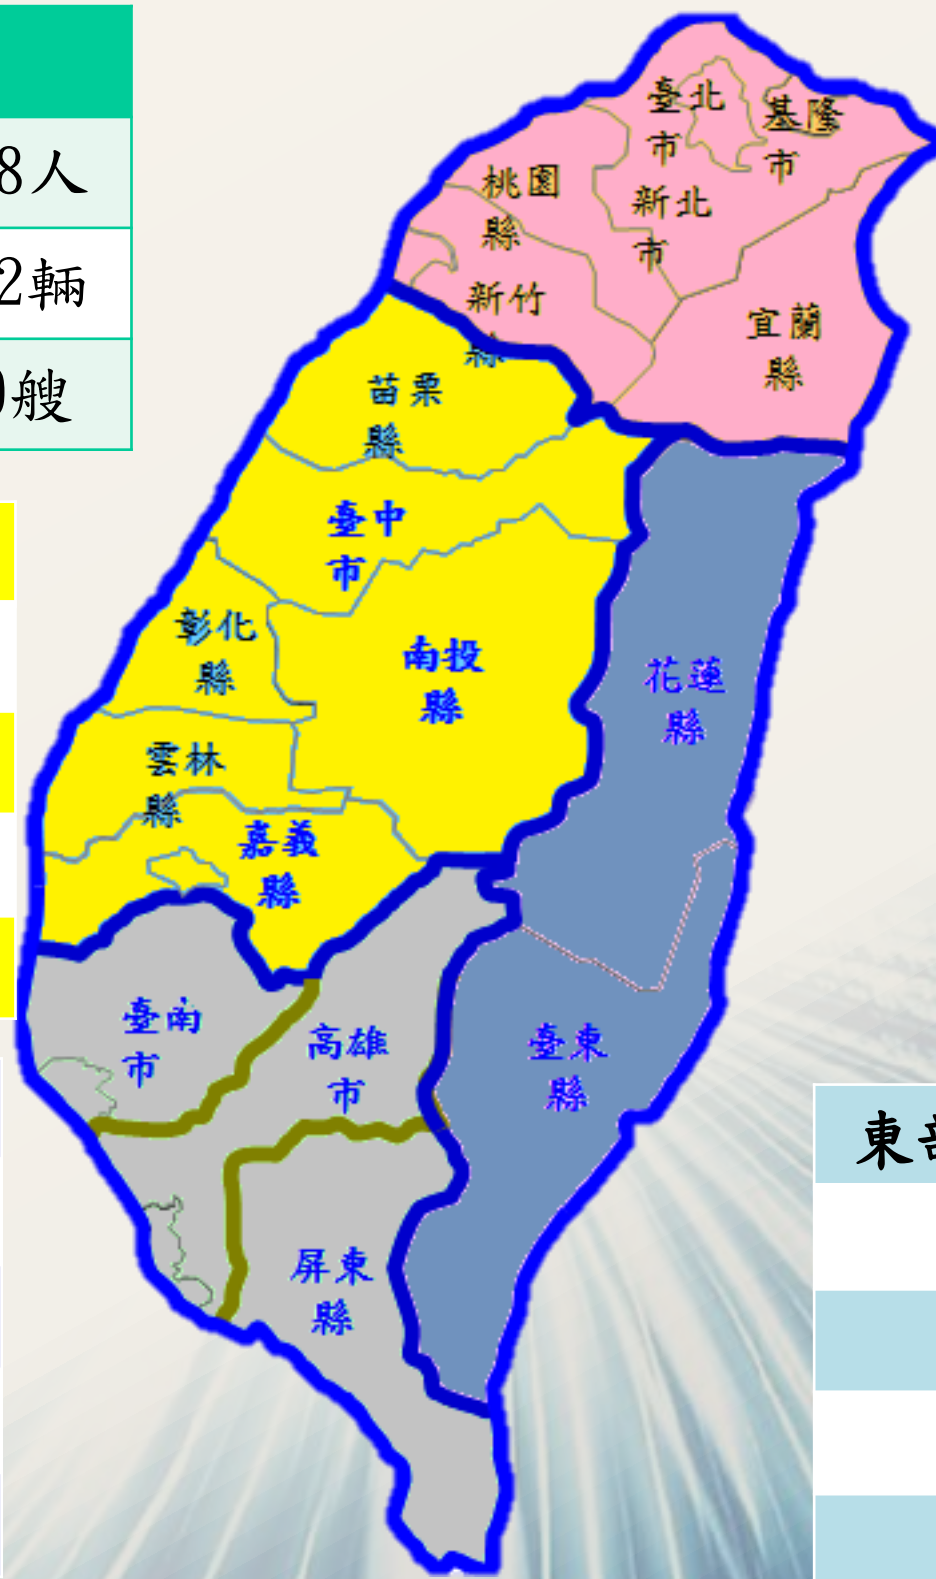 8人
2輛
艘
臺北
市
基隆
市
桃園
縣
新北
市
新竹
縣
宜蘭
縣
苗栗
縣
臺中
市
彰化
縣
南投
縣
花蓮
縣
雲林
縣
嘉義
縣
臺南
市
高雄
市
臺東
縣
東
屏東
縣